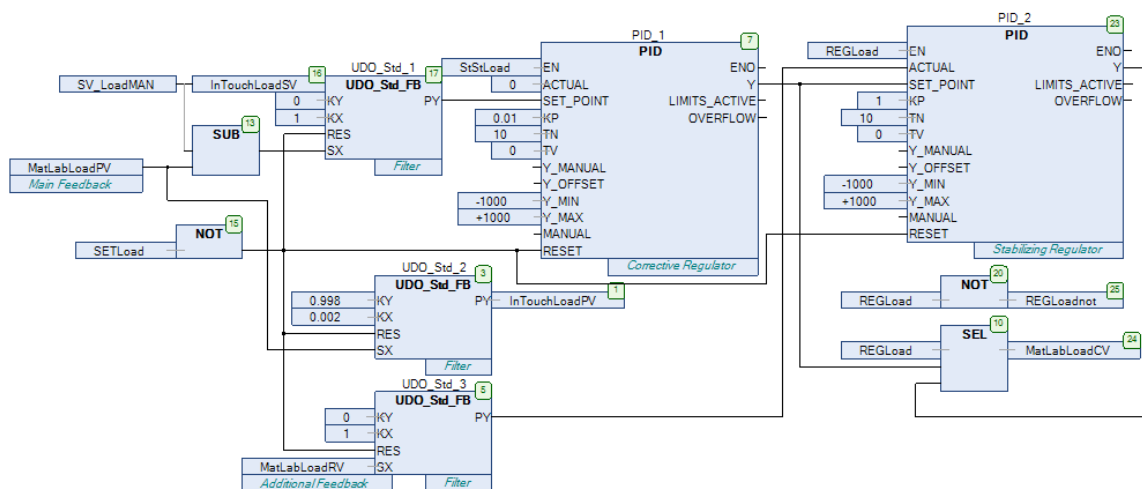 PID_1
PID_2
7
PID
23
PID
SV_LoadMAN
InTouchLoadSV
16
UDO_Std_1
17
UDO_Std_FB
0
KY
PY
1
KX
RES
SX
Filter
13
SUB
MatLabLoadPV
Main Feedback
15
NOT
SETLoad
StStLoad
EN
ENO
0
ACTUAL
Y
SET_POINT
LIMITS_ACTIVE
0.01
KP
OVERFLOW
10
TN
0
TV
Y_MANUAL
Y_OFFSET
-1000
Y_MIN
+1000
Y_MAX
MANUAL
RESET
Corrective Regulator
REGLoad
EN
ENO
ACTUAL
Y
SET_POINT
LIMITS_ACTIVE
1
KP
OVERFLOW
10
TN
0
TV
Y_MANUAL
Y_OFFSET
-1000
Y_MIN
+1000
Y_MAX
MANUAL
RESET
Stabilizing Regulator
UDO_Std_2
3
UDO_Std_FB
0.998
KY
PY
InTouchLoadPV
1
0.002
KX
RES
SX
Filter
UDO_Std_3
5
UDO_Std_FB
0
KY
PY
1
KX
RES
MatLabLoadRV
SX
Additional Feedback
Filter
20
NOT
REGLoad
REGLoadnot
25
10
SEL
REGLoad
MatLabLoadCV
24